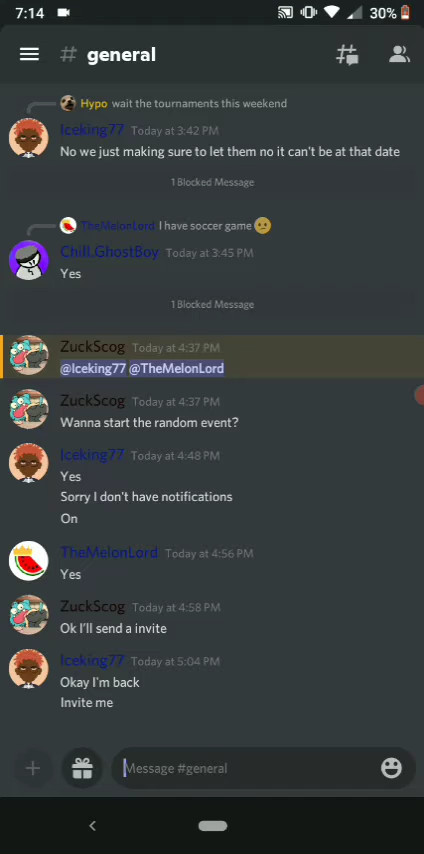 7:14 30%
# general
Hypo wait the tournaments this weekend
Iceking77 Today at 3:42 PM
No we just making sure to let them no it can't be at that date
1 Blocked Message
TheMelonLord I have soccer game 😕
Chill.GhostBoy Today at 3:45 PM
Yes
1 Blocked Message
ZuckScog Today at 4:37 PM
@Iceking77 @TheMelonLord
ZuckScog Today at 4:37 PM
Wanna start the random event?
Iceking77 Today at 4:48 PM
Yes
Sorry I don't have notifications
On
TheMelonLord Today at 4:56 PM
Yes
ZuckScog Today at 4:58 PM
Ok I'll send a invite
Iceking77 Today at 5:04 PM
Okay I'm back
Invite me
Message #general